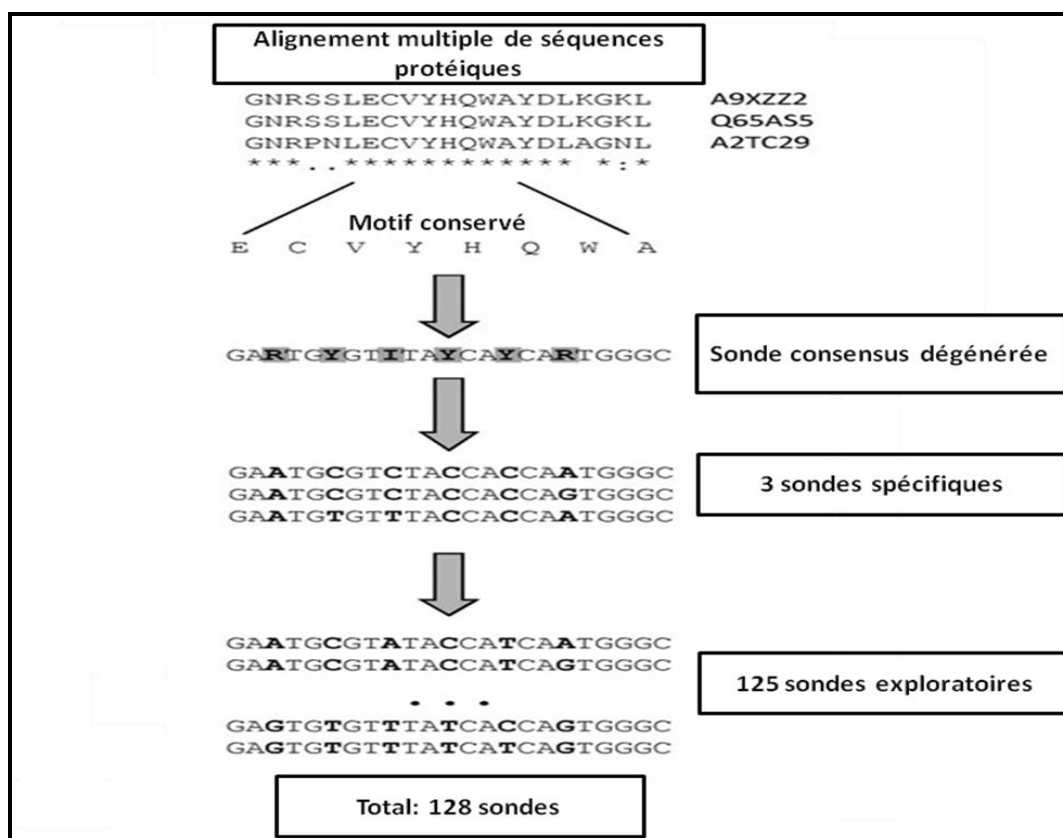 Alignement multiple de séquences
protéiques
GNRSSLECVYHQWAYDLKGKL A9XZZ2
GNRSSLECVYHQWAYDLKGKL Q65AS5
GNRPNLECVYHQWAYDLAGNL A2TC29
***..************ *:*
Motif conservé
E C V Y H Q W A
GARTGYGTITAYCAYCARTGGGC Sonde consensus dégénérée
GAATGCGTCTACCACCAATGGGC
GAATGCGTCTACCACCAGTGGGC 3 sondes spécifiques
GAATGTGTTTACCACCAATGGGC
GAATGCGTATACCATCAATGGGC
GAATGCGTATACCATCAGTGGGC
125 sondes exploratoires
• • •
GAGTGTGTTTATCACCAGTGGGC
GAGTGTGTTTATCATCAGTGGGC
Total: 128 sondes